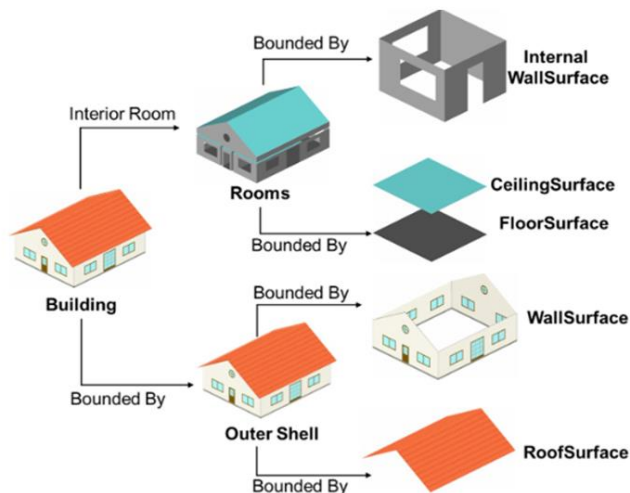 Bounded By
Internal
WallSurface
Interior Room
Rooms
CeilingSurface
FloorSurface
Bounded By
Building
Bounded By
WallSurface
Bounded By
Outer Shell
RoofSurface
Bounded By